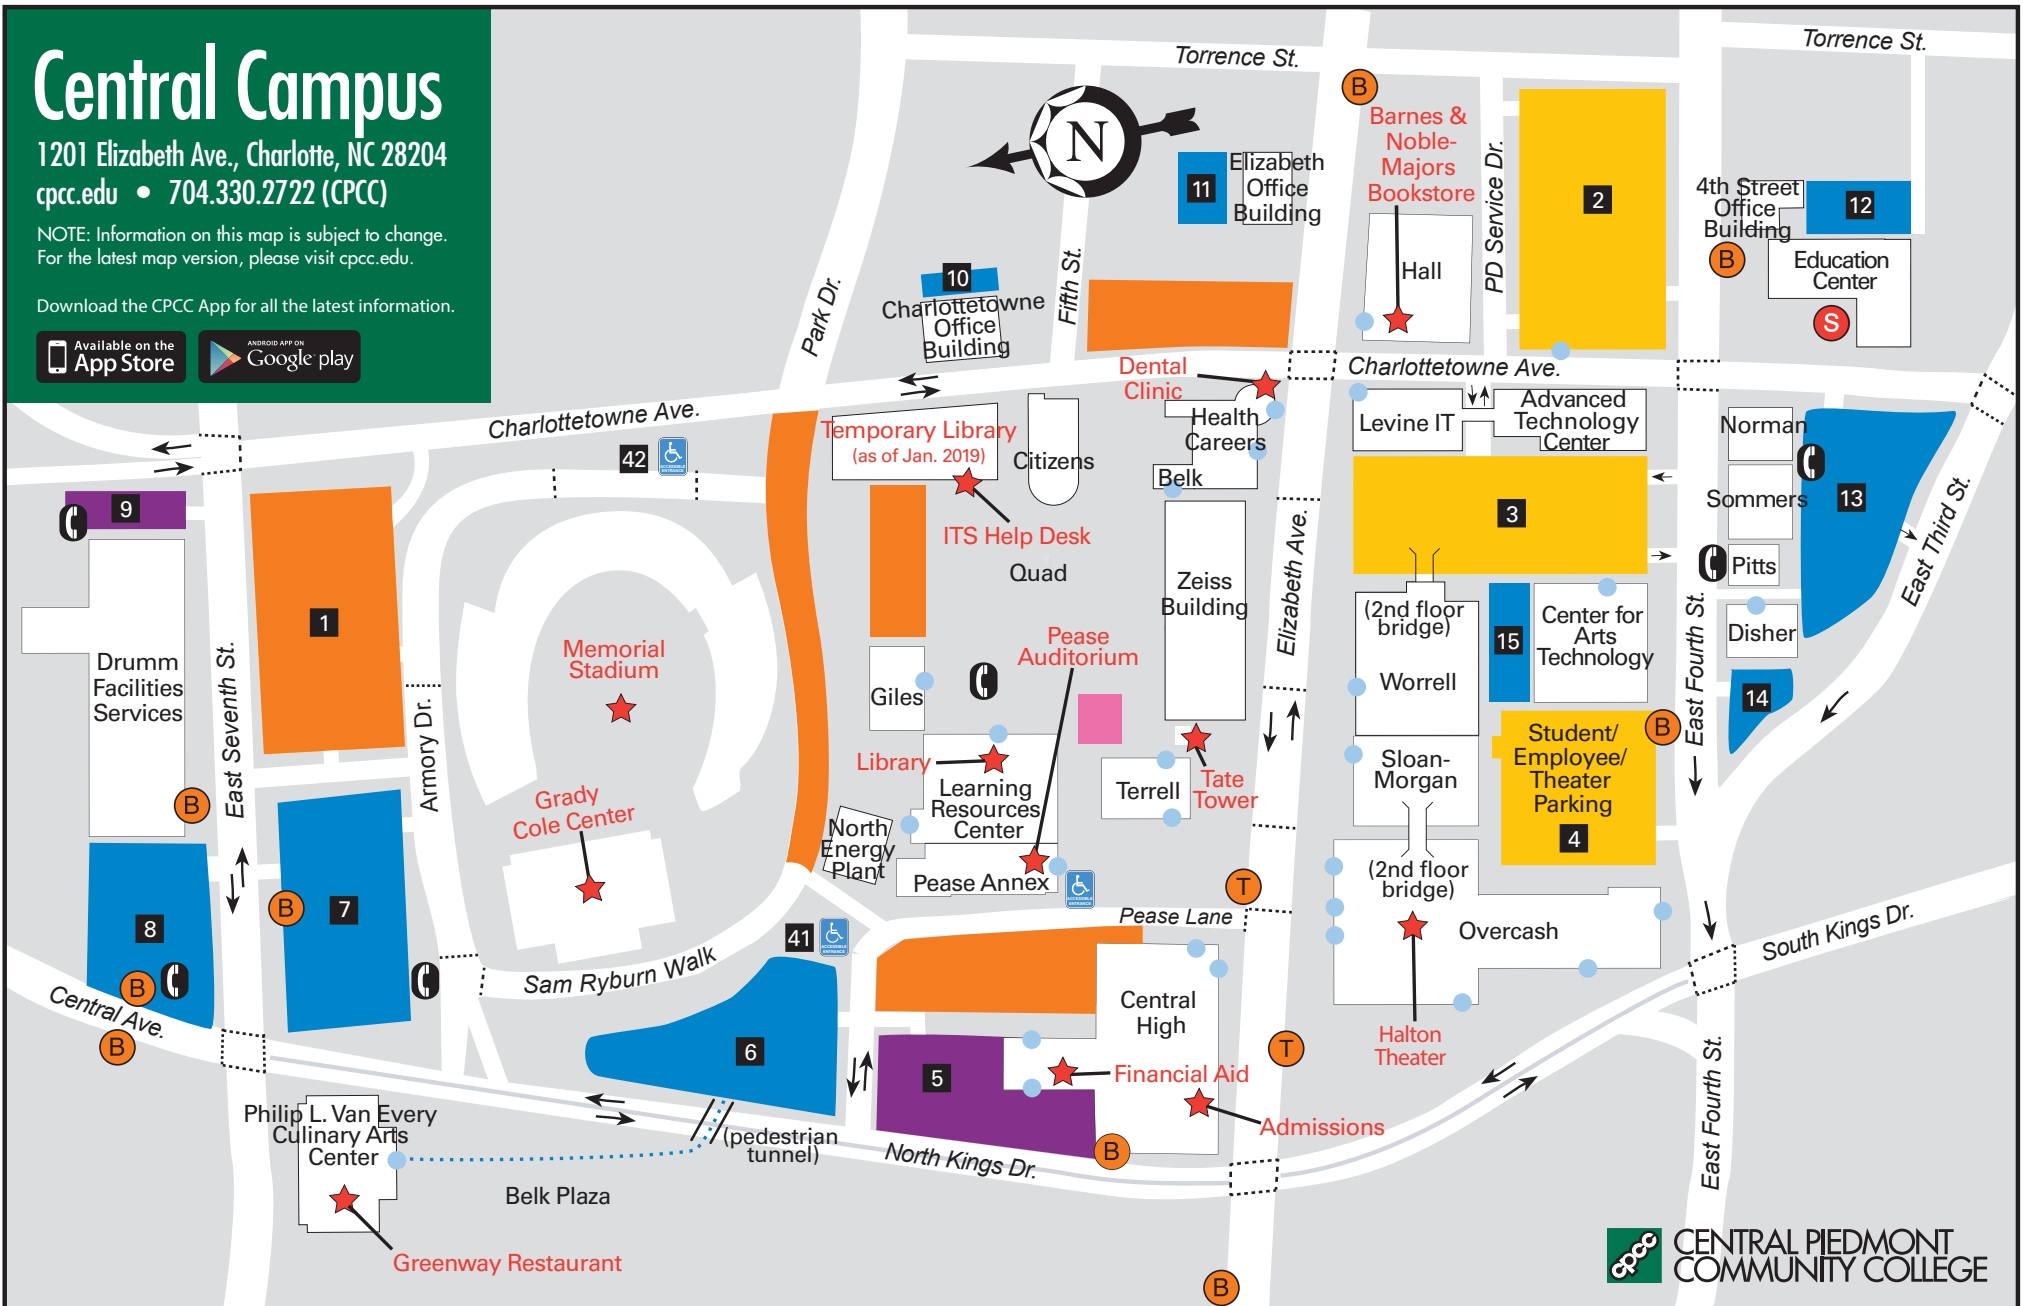 Central Campus
1201 Elizabeth Ave., Charlotte, NC 28204
cpcc.edu • 704.330.2722 (CPCC)
NOTE: Information on this map is subject to change.
For the latest map version, please visit cpcc.edu.
Download the CPCC App for all the latest information.
Available on the
App Store
ANDROID APP ON
Google play
Torrence St.
Torrence St.
N
B
Barnes &
Noble-
Majors
Bookstore
Hall
PD Service Dr.
2
11
Elizabeth
Office
Building
4th Street
Office
Building
12
B
Education
Center
S
Park Dr.
Fifth St.
10
Charlottetowne
Office
Building
Dental
Clinic
Charlottetowne Ave.
Charlottetowne Ave.
42
ACCESSIBLE
ENTRANCE
Temporary Library
(as of Jan. 2019)
Citizens
Health
Careers
Belk
Levine IT
Advanced
Technology
Center
Norman
Sommers
Pitts
Disher
13
East Third St.
9
1
ITS Help Desk
Quad
3
Zeiss
Building
Elizabeth Ave.
(2nd floor
bridge)
Worrell
15
Center for
Arts
Technology
East Fourth St.
14
Drumm
Facilities
Services
East Seventh St.
Armory Dr.
Memorial
Stadium
Giles
Pease
Auditorium
Library
Learning
Resources
Center
Terrell
Tate
Tower
Sloan-
Morgan
Student/
Employee/
Theater
Parking
4
B
B
Grady
Cole Center
North
Energy
Plant
Pease Annex
ACCESSIBLE
ENTRANCE
(2nd floor
bridge)
Overcash
T
Pease Lane
8
B
7
B
41
ACCESSIBLE
ENTRANCE
Sam Ryburn Walk
Central Ave.
B
6
5
Central
High
Financial Aid
Admissions
T
Halton
Theater
South Kings Dr.
East Fourth St.
Philip L. Van Every
Culinary Arts
Center
(pedestrian
tunnel)
North Kings Dr.
B
Belk Plaza
Greenway Restaurant
B
cpcc
CENTRAL PIEDMONT
COMMUNITY COLLEGE